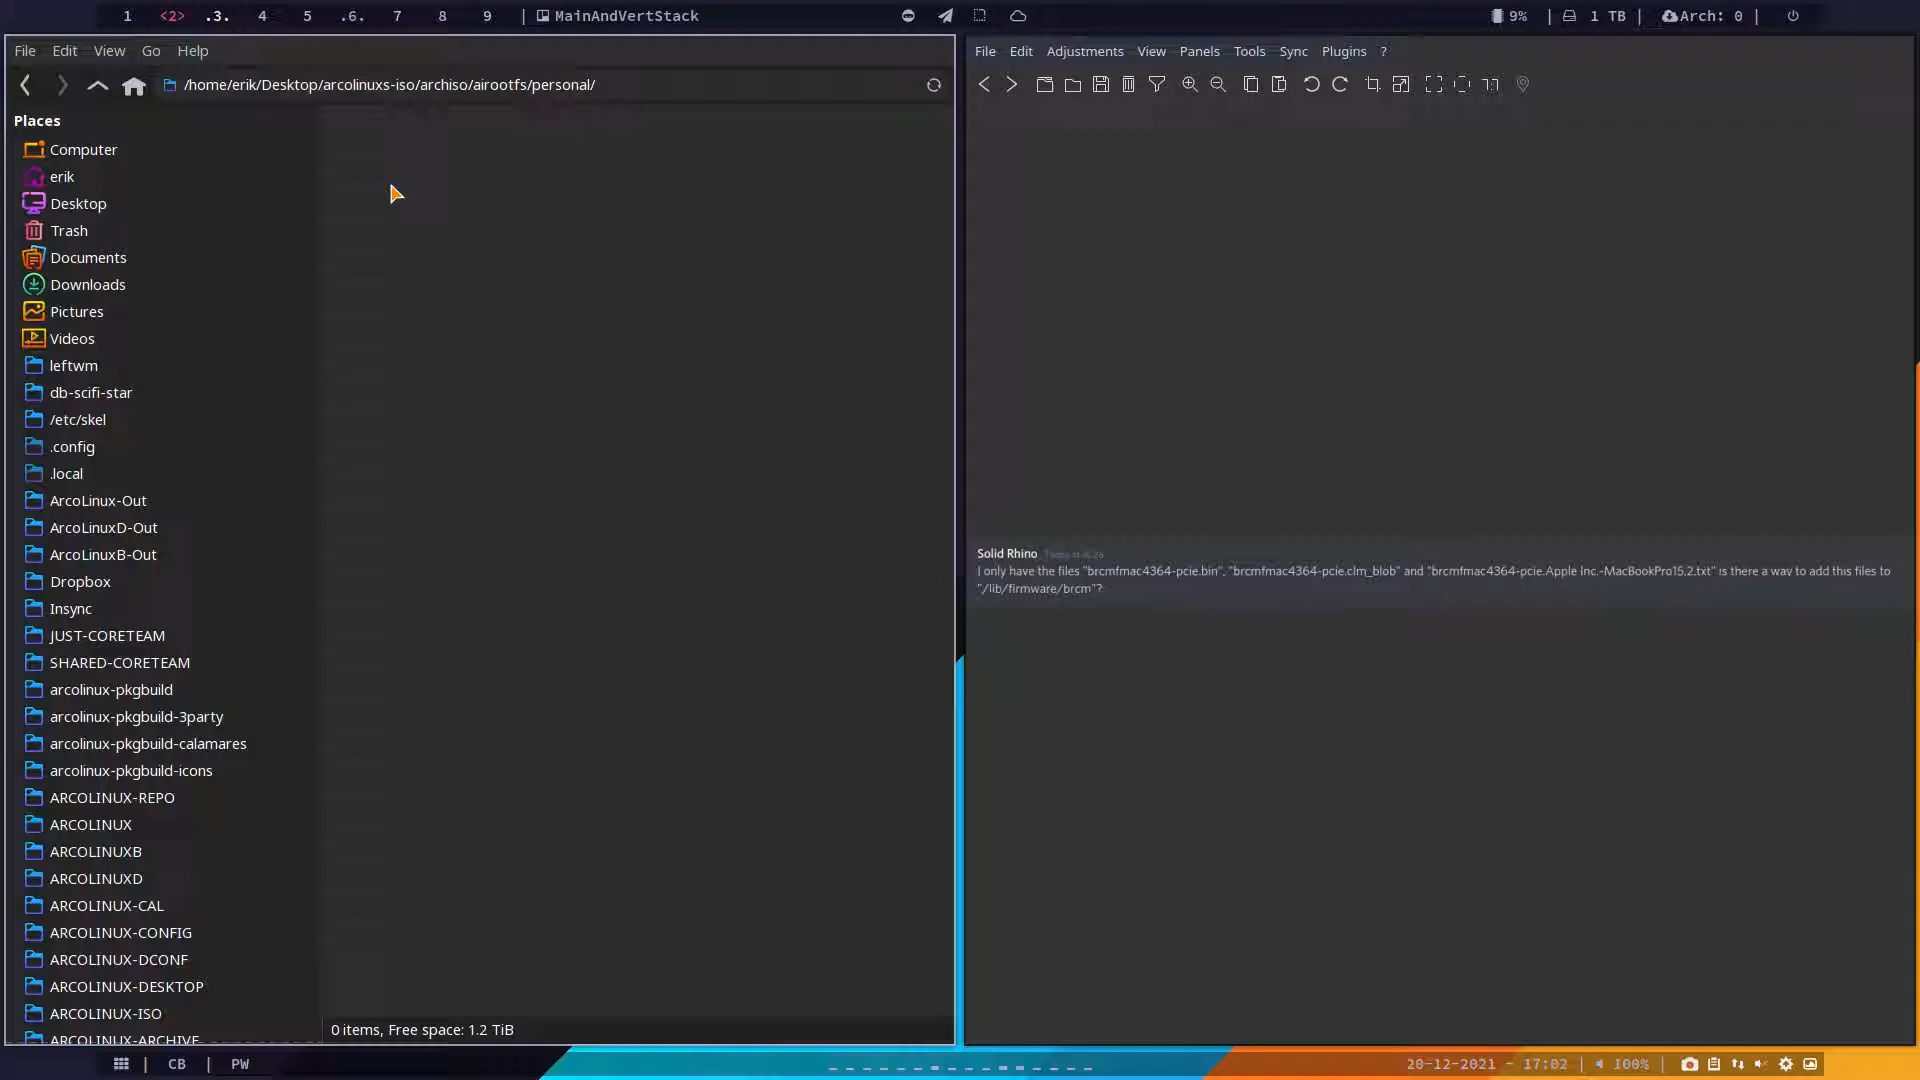 1 <2> .3. 4 5 .6. 7 8 9 | MainAndVertStack
9% | 1 TB | Arch: 0 |
File Edit View Go Help
/home/erik/Desktop/arcolinuxs-iso/archiso/airootfs/personal/
Places
Computer
erik
Desktop
Trash
Documents
Downloads
Pictures
Videos
leftwm
db-scifi-star
/etc/skel
.config
.local
ArcoLinux-Out
ArcoLinuxD-Out
ArcoLinuxB-Out
Dropbox
Insync
JUST-CORETEAM
SHARED-CORETEAM
arcolinux-pkgbuild
arcolinux-pkgbuild-3party
arcolinux-pkgbuild-calamares
arcolinux-pkgbuild-icons
ARCOLINUX-REPO
ARCOLINUX
ARCOLINUXB
ARCOLINUXD
ARCOLINUX-CAL
ARCOLINUX-CONFIG
ARCOLINUX-DCONF
ARCOLINUX-DESKTOP
ARCOLINUX-ISO
ARCOLINUX-ARCHIVE
0 items, Free space: 1.2 TiB
File Edit Adjustments View Panels Tools Sync Plugins ?
1:1
Solid Rhino
I only have the files "brcmfmac4364-pcie.bin", "brcmfmac4364-pcie.clm_blob" and "brcmfmac4364-pcie.Apple Inc.-MacBookPro15,2.txt" is there a way to add this files to
"/lib/firmware/brcm"?
| CB | PW
20-12-2021 - 17:02 | 100% |